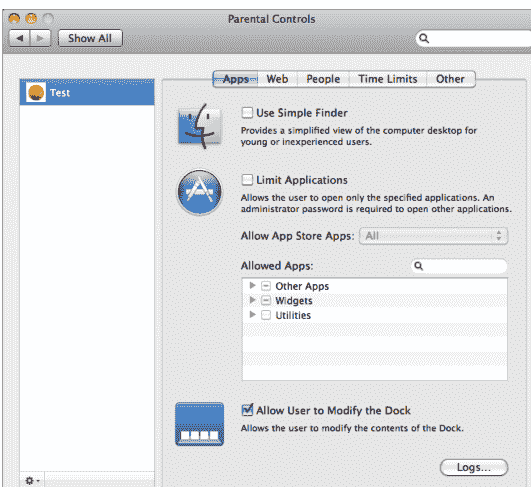 Parental Controls
Show All
Test
Apps Web People Time Limits Other
Use Simple Finder
Provides a simplified view of the computer desktop for
young or inexperienced users.
Limit Applications
Allows the user to open only the specified applications. An
administrator password is required to open other applications.
Allow App Store Apps: All
Allowed Apps:
Other Apps
Widgets
Utilities
Allow User to Modify the Dock
Allows the user to modify the contents of the Dock.
Logs...